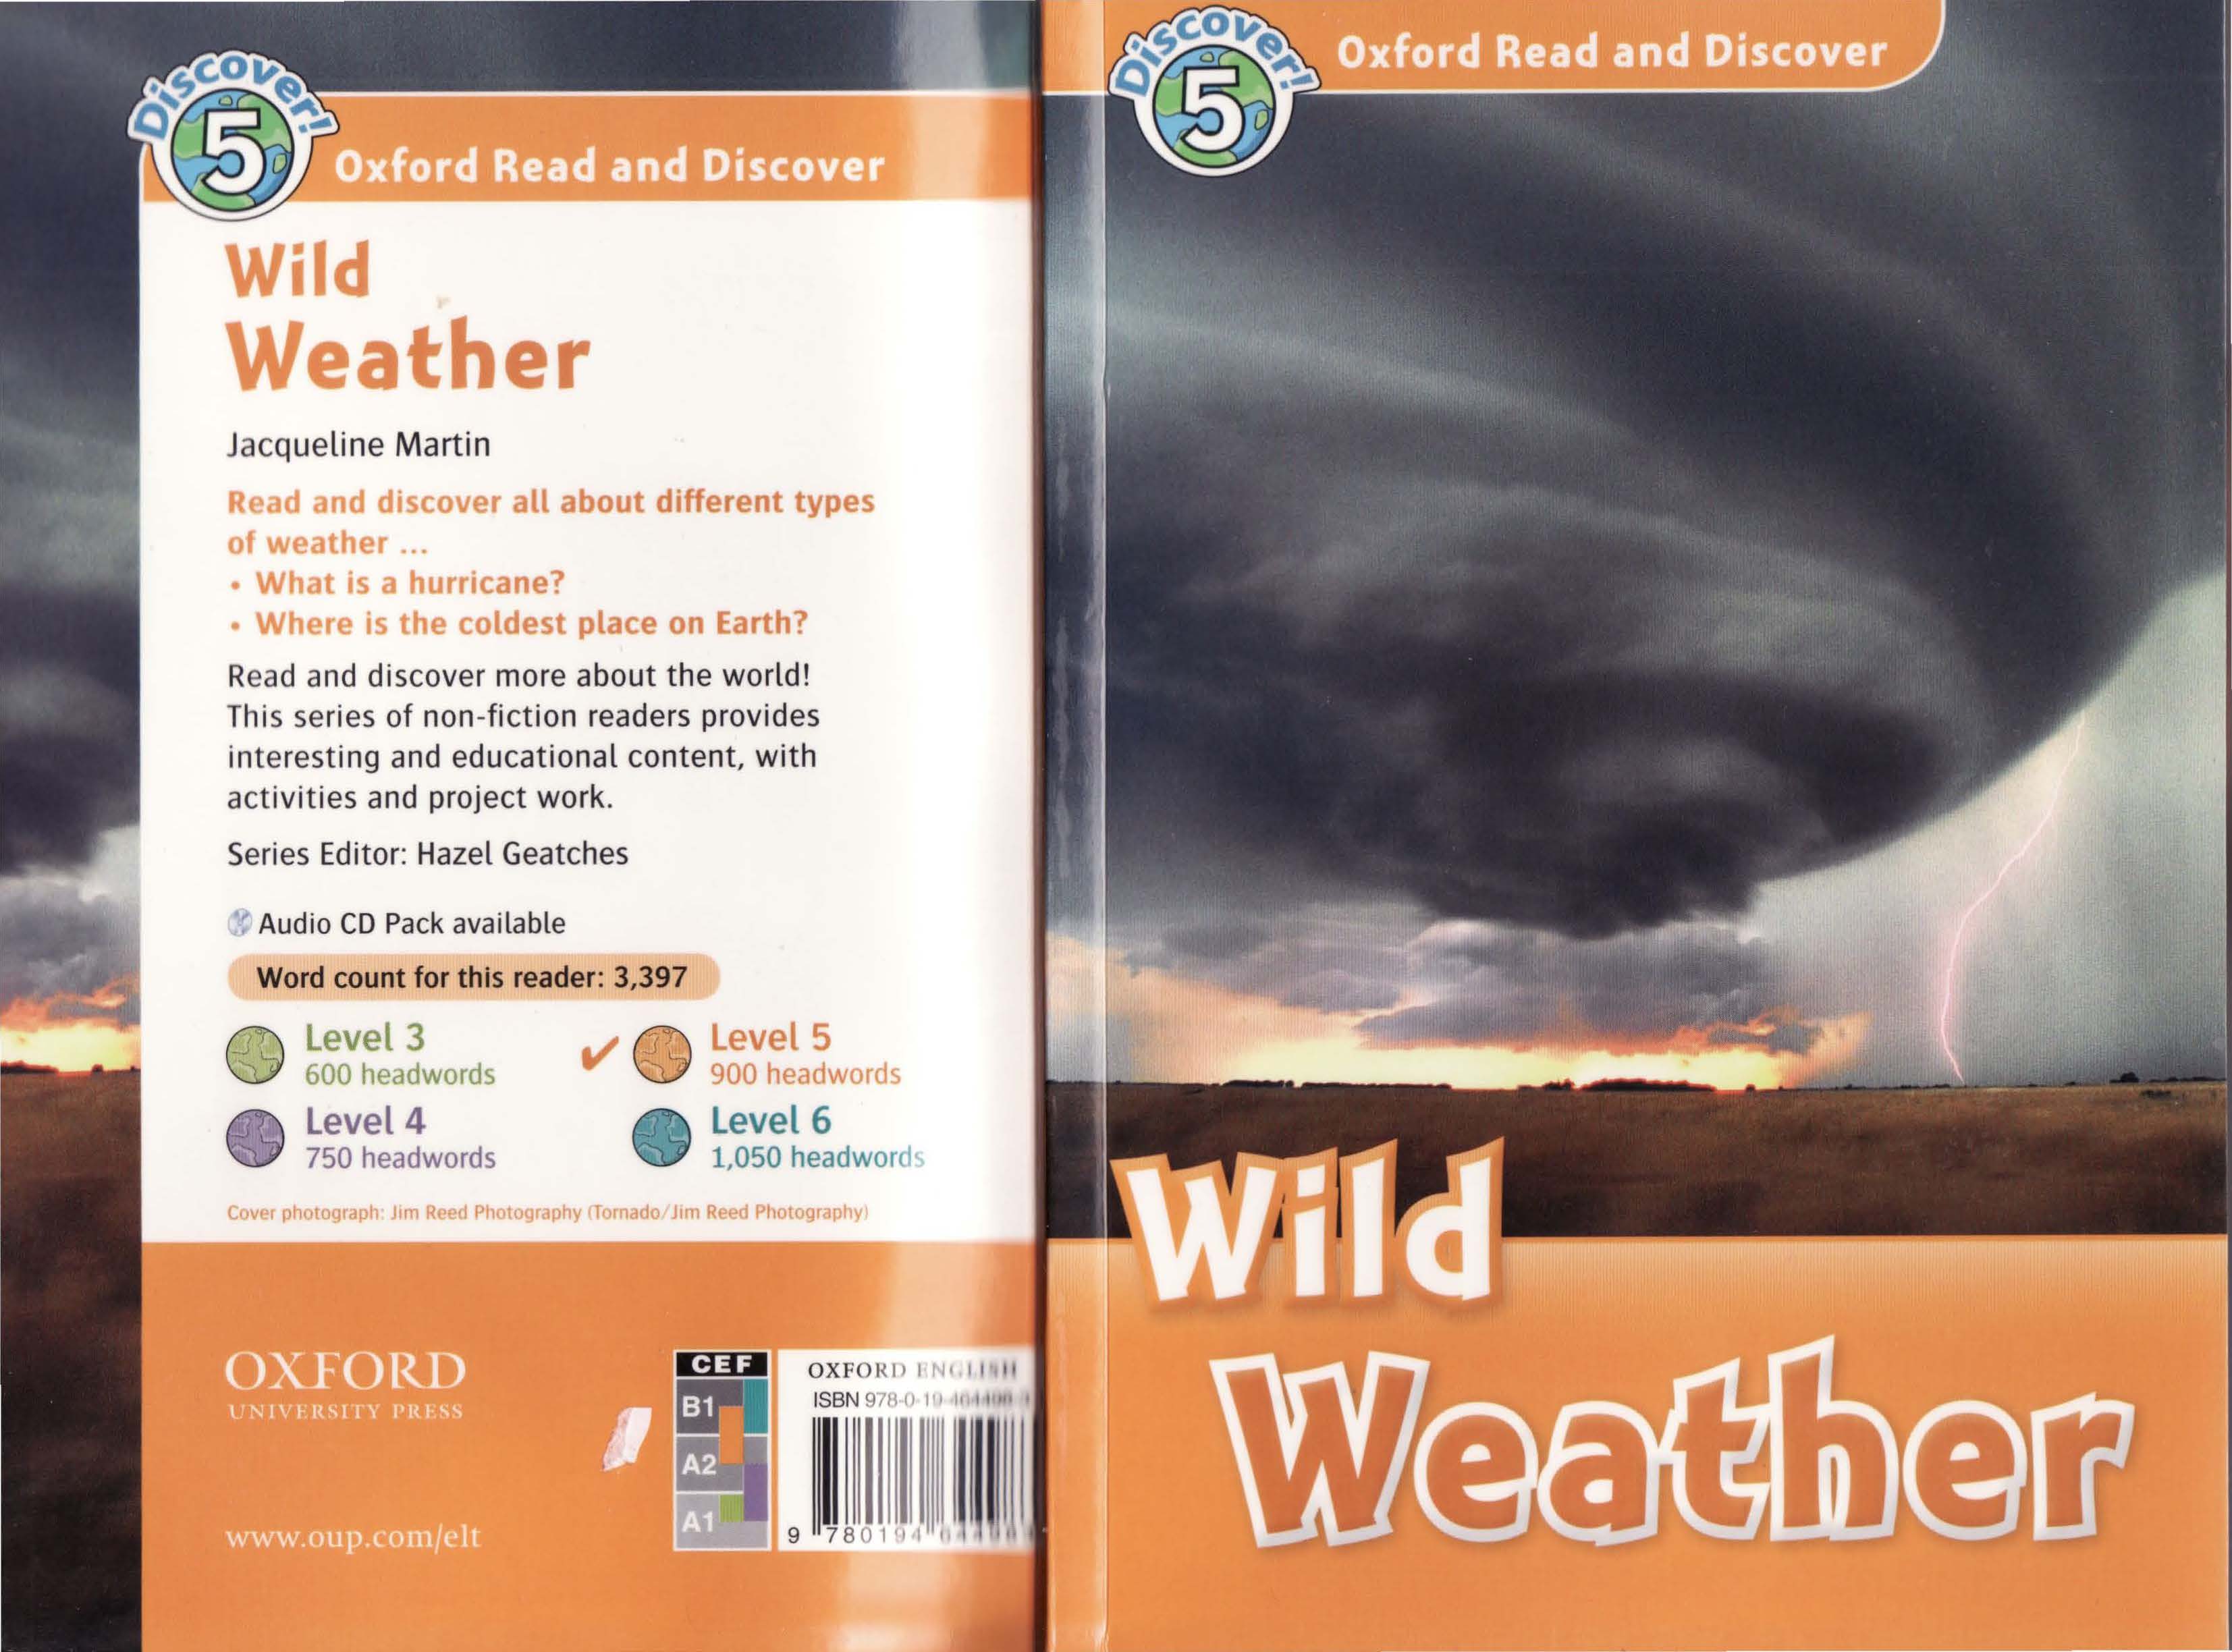 Discover!
5
Oxford Read and Discover
Wild
Weather
Jacqueline Martin
Read and discover all about different types
of weather ...
• What is a hurricane?
• Where is the coldest place on Earth?
Read and discover more about the world!
This series of non-fiction readers provides
interesting and educational content, with
activities and project work.
Series Editor: Hazel Geatches
Audio CD Pack available
Word count for this reader: 3,397
Level 3
600 headwords
Level 4
750 headwords
✓ Level 5
900 headwords
Level 6
1,050 headwords
Cover photograph: Jim Reed Photography (Tornado/Jim Reed Photography)
OXFORD
UNIVERSITY PRESS
www.oup.com/elt
CEF
B1
A2
A1
OXFORD ENGLISH
ISBN 978-0-19-
9 780194
Discover!
5
Oxford Read and Discover
Wild
Weather